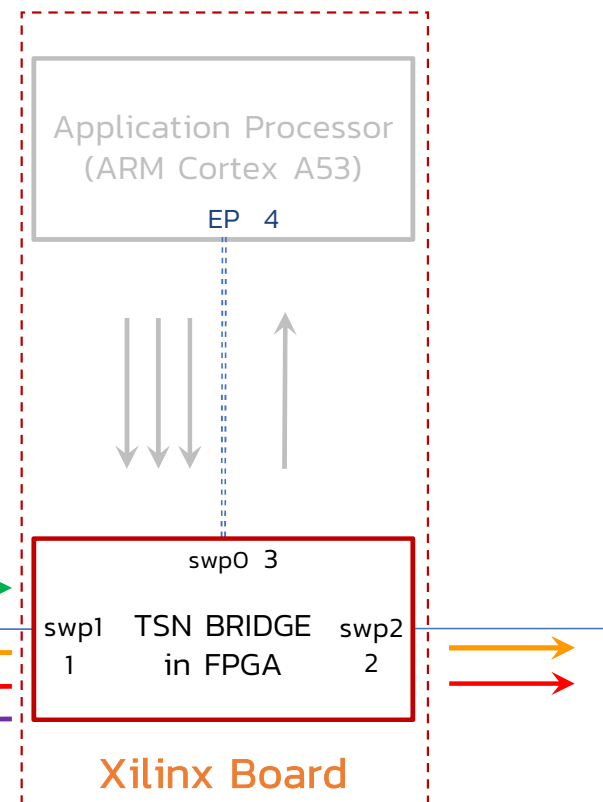 Application Processor
(ARM Cortex A53)
EP 4
swp0 3
swp1 TSN BRIDGE swp2
1 in FPGA 2
Xilinx Board